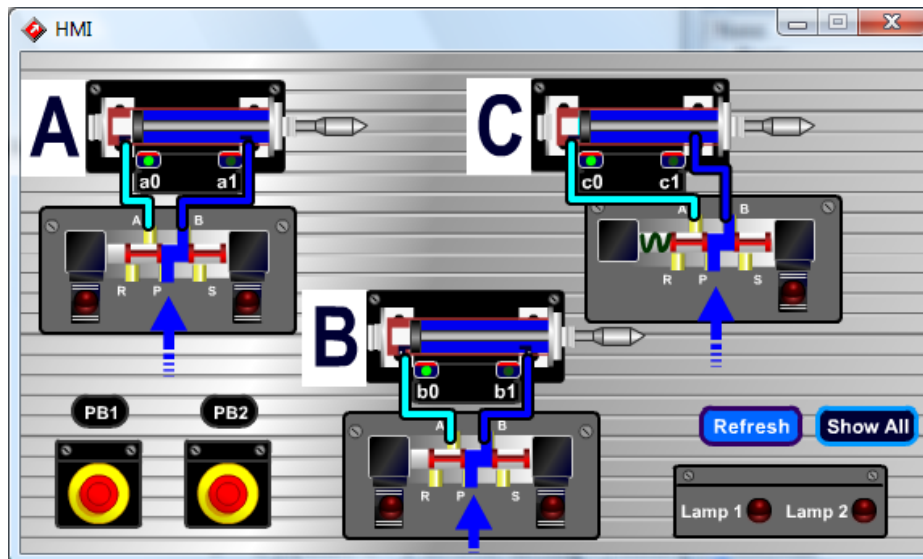 HMI
A
C
a0 a1
c0 c1
A B
R P S
A B
R P S
B
b0 b1
A B
R P S
PB1 PB2
Refresh Show All
Lamp 1 Lamp 2